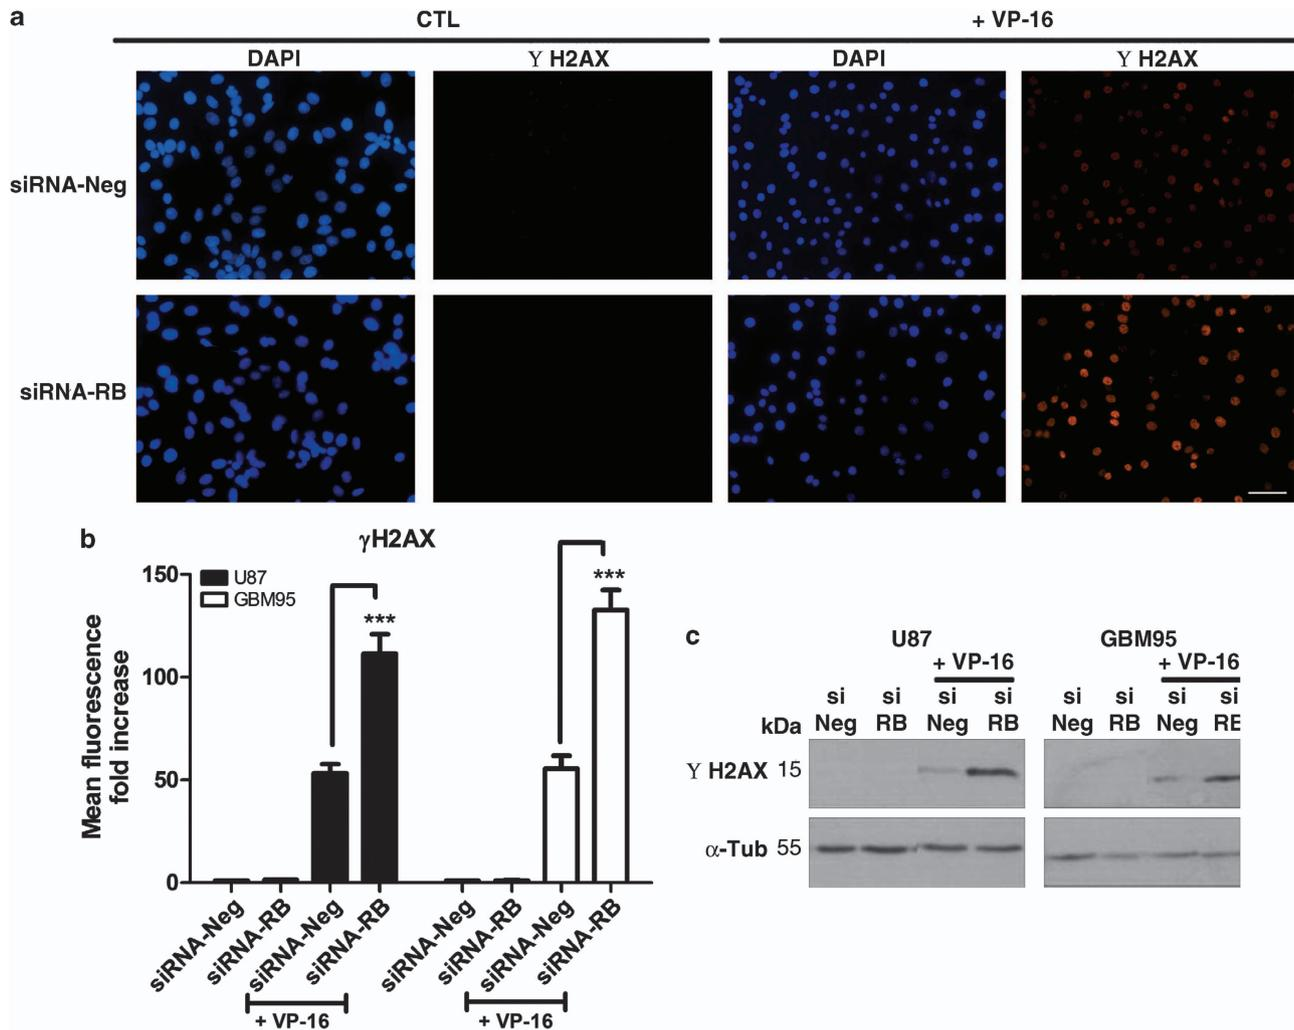 a
CTL
+ VP-16
DAPI
ϒ H2AX
DAPI
ϒ H2AX
siRNA-Neg
siRNA-RB
b
γH2AX
U87
GBM95
Mean fluorescence
fold increase
150
100
50
0
***
***
siRNA-Neg
siRNA-RB
siRNA-Neg
siRNA-RB
siRNA-Neg
siRNA-RB
siRNA-Neg
siRNA-RB
+ VP-16
+ VP-16
c
U87
GBM95
+ VP-16
+ VP-16
si si si si si si si si
kDa Neg RB Neg RB Neg RB Neg RB
ϒ H2AX 15
α-Tub 55